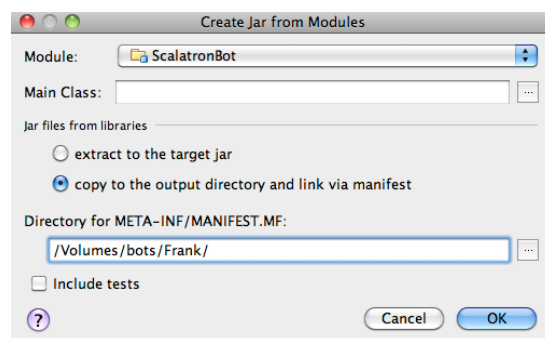 Create Jar from Modules
Module: ScalatronBot
Main Class: ...
Jar files from libraries
extract to the target jar
copy to the output directory and link via manifest
Directory for META-INF/MANIFEST.MF:
/Volumes/bots/Frank/ ...
Include tests
? Cancel OK